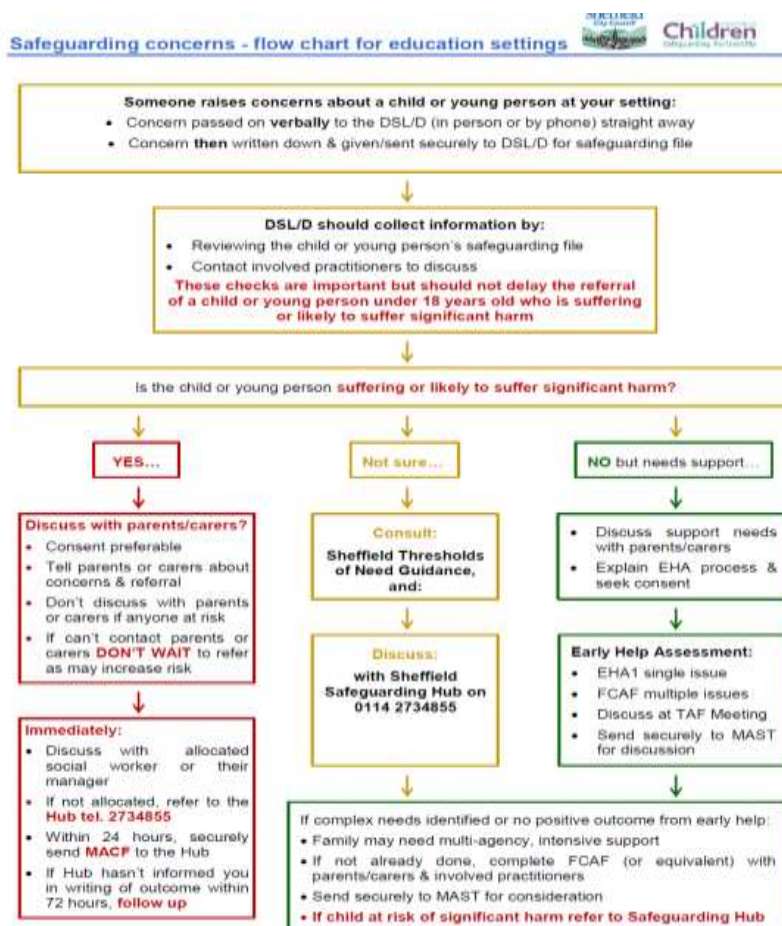 Sheffield
City Council
Children
Safeguarding Partnership
Safeguarding concerns - flow chart for education settings
Someone raises concerns about a child or young person at your setting:
• Concern passed on verbally to the DSL/D (in person or by phone) straight away
• Concern then written down & given/sent securely to DSL/D for safeguarding file
DSL/D should collect information by:
• Reviewing the child or young person's safeguarding file
• Contact involved practitioners to discuss
These checks are important but should not delay the referral
of a child or young person under 18 years old who is suffering
or likely to suffer significant harm
Is the child or young person suffering or likely to suffer significant harm?
YES...
Discuss with parents/carers?
• Consent preferable
• Tell parents or carers about
concerns & referral
• Don't discuss with parents
or carers if anyone at risk
• If can't contact parents or
carers DON'T WAIT to refer
as may increase risk
Immediately:
• Discuss with allocated
social worker or their
manager
• If not allocated, refer to the
Hub tel. 2734855
• Within 24 hours, securely
send MACF to the Hub
• If Hub hasn't informed you
in writing of outcome within
72 hours, follow up
Not sure...
Consult:
Sheffield Thresholds
of Need Guidance,
and:
Discuss:
with Sheffield
Safeguarding Hub on
0114 2734855
NO but needs support...
• Discuss support needs
with parents/carers
• Explain EHA process &
seek consent
Early Help Assessment:
• EHA1 single issue
• FCAF multiple issues
• Discuss at TAF Meeting
• Send securely to MAST
for discussion
If complex needs identified or no positive outcome from early help:
• Family may need multi-agency, intensive support
• If not already done, complete FCAF (or equivalent) with
parents/carers & involved practitioners
• Send securely to MAST for consideration
• If child at risk of significant harm refer to Safeguarding Hub